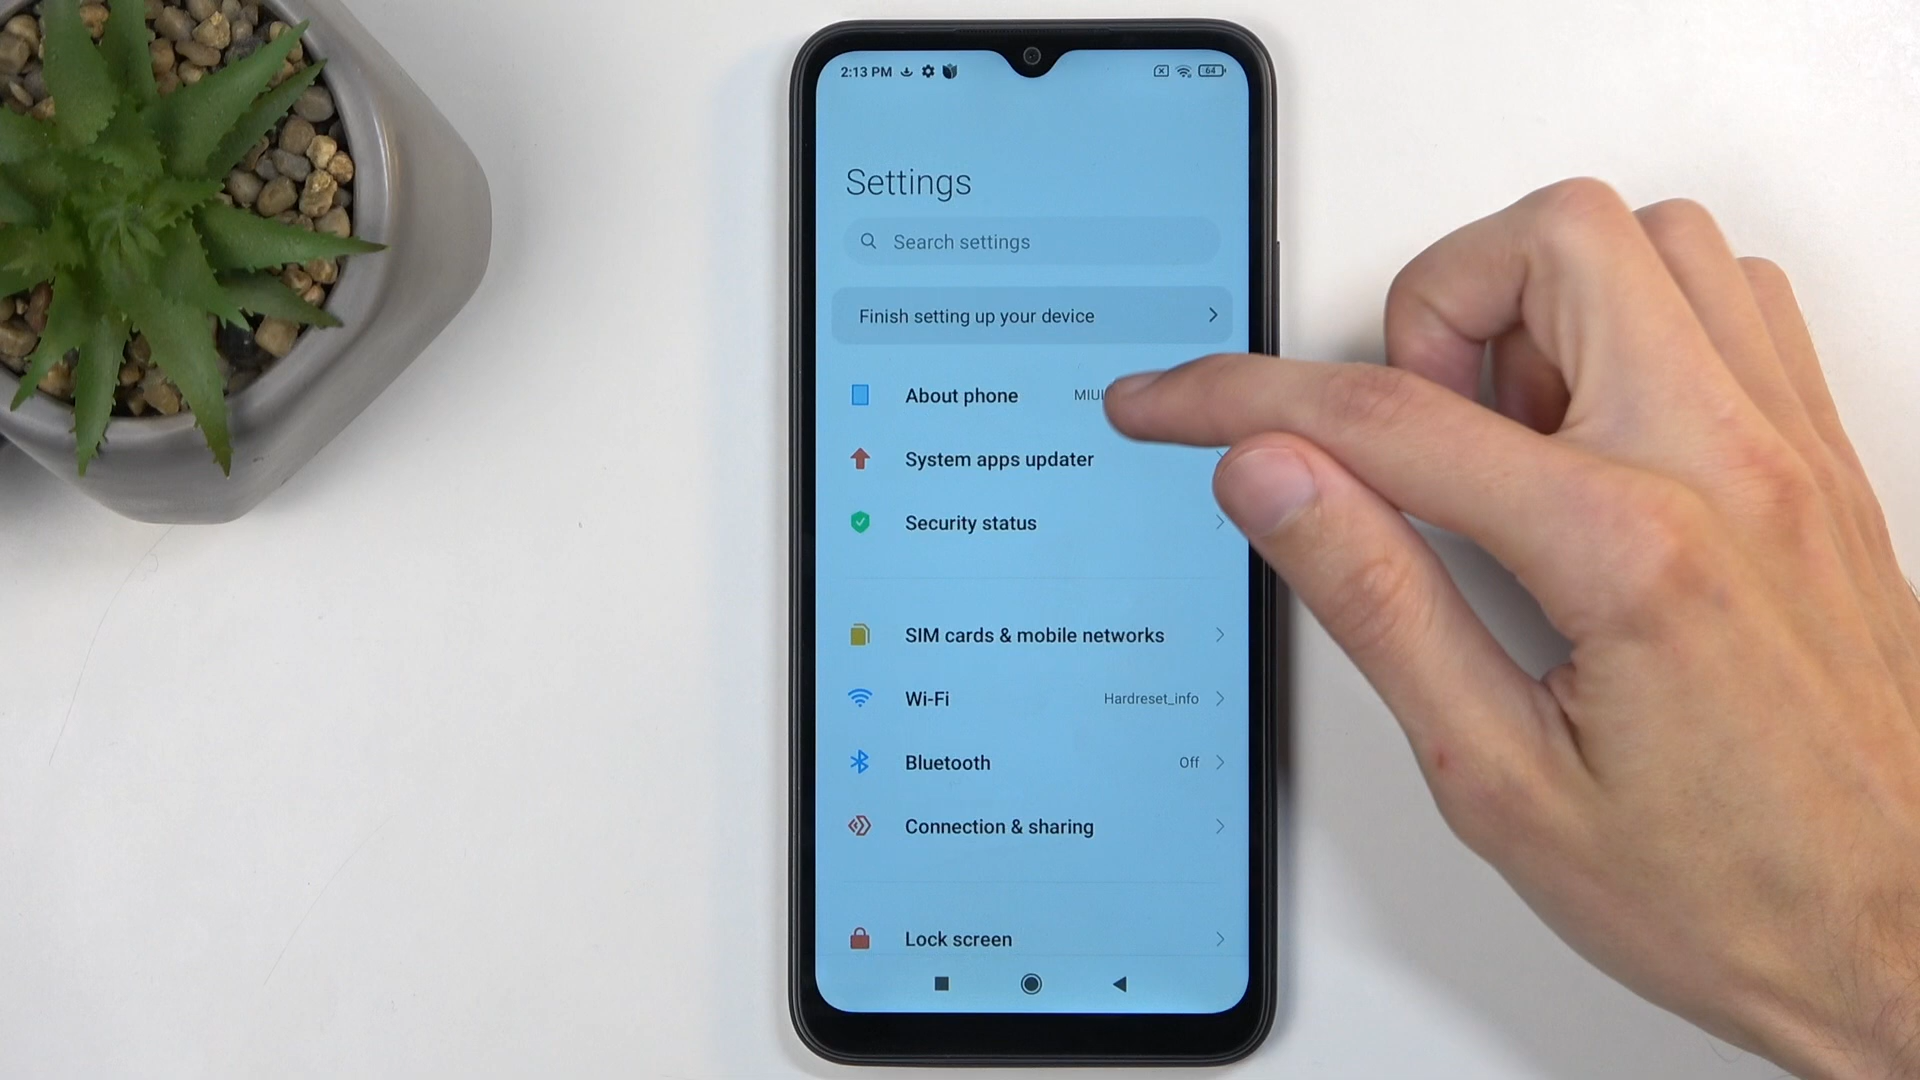 2:13 PM 64
Settings
Search settings
Finish setting up your device
About phone
System apps updater
Security status
SIM cards & mobile networks
Wi-Fi Hardreset_info
Bluetooth Off
Connection & sharing
Lock screen